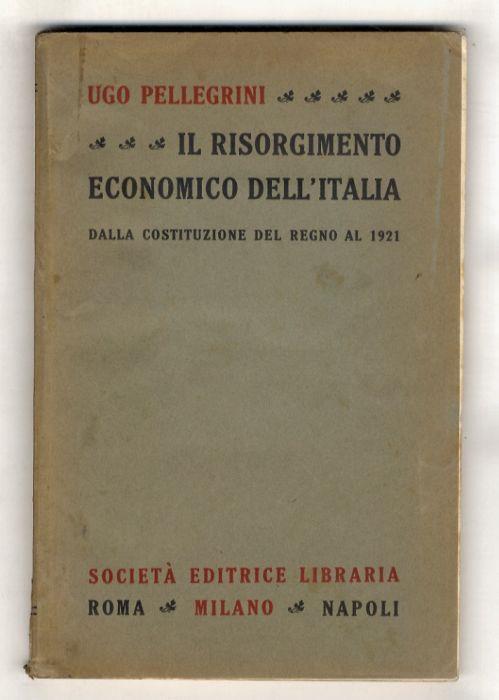 UGO PELLEGRINI
IL RISORGIMENTO
ECONOMICO DELL'ITALIA
DALLA COSTITUZIONE DEL REGNO AL 1921
SOCIETÀ EDITRICE LIBRARIA
ROMA MILANO NAPOLI